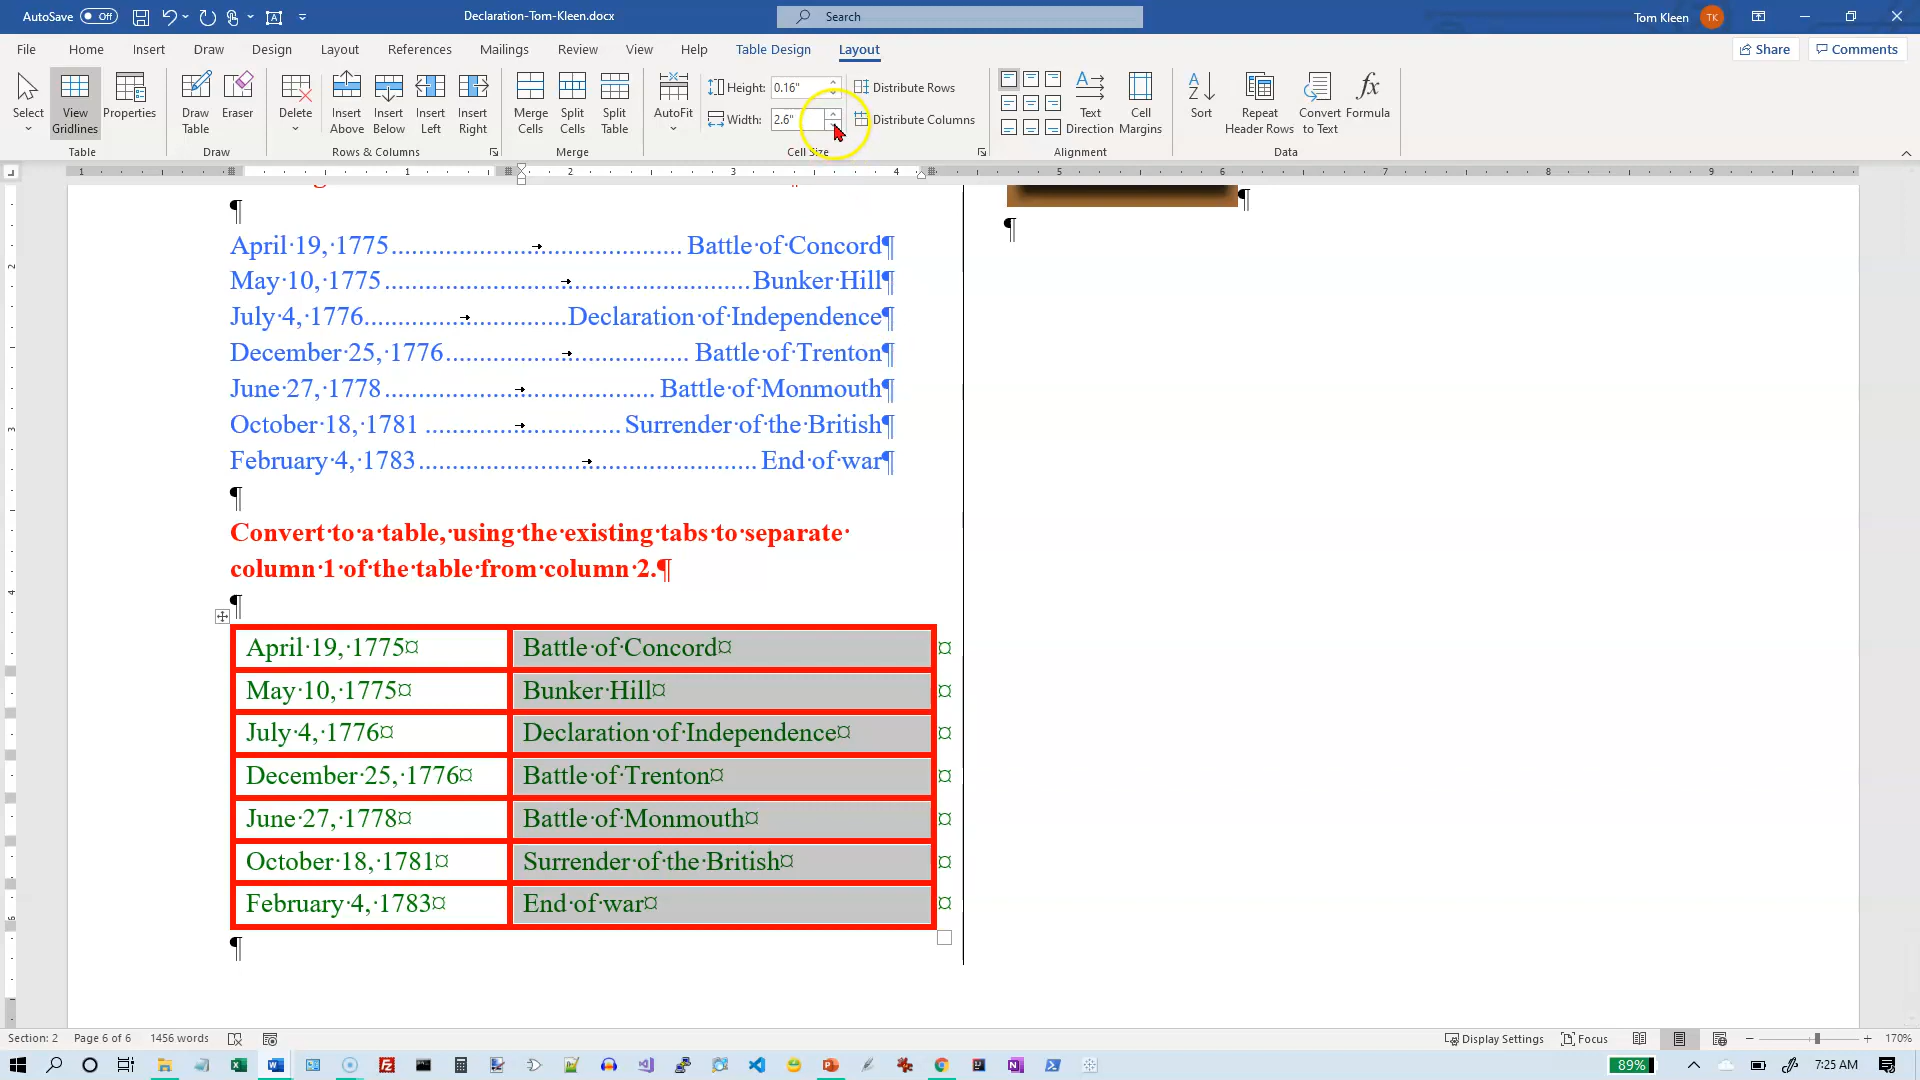 AutoSave Off Declaration-Tom-Kleen.docx Search Tom Kleen TK
File Home Insert Draw Design Layout References Mailings Review View Help Table Design Layout Share Comments
Select View Gridlines Properties Draw Table Eraser Delete Insert Above Insert Below Insert Left Insert Right Merge Cells Split Cells Split Table AutoFit Height: 0.16" Width: 2.6" Distribute Rows Distribute Columns Text Direction Cell Margins Sort Repeat Header Rows Convert to Text Formula
Table Draw Rows & Columns Merge Cell Size Alignment Data
1 1 2 3 4 5 6 7 8 9
¶
April·19,·1775 Battle·of·Concord¶
May·10,·1775 Bunker·Hill¶
July·4,·1776 Declaration·of·Independence¶
December·25,·1776 Battle·of·Trenton¶
June·27,·1778 Battle·of·Monmouth¶
October·18,·1781 Surrender·of·the·British¶
February·4,·1783 End·of·war¶
¶
Convert·to·a·table,·using·the·existing·tabs·to·separate·
column·1·of·the·table·from·column·2.¶
¶
April·19,·1775¤ Battle·of·Concord¤ ¤
May·10,·1775¤ Bunker·Hill¤ ¤
July·4,·1776¤ Declaration·of·Independence¤ ¤
December·25,·1776¤ Battle·of·Trenton¤ ¤
June·27,·1778¤ Battle·of·Monmouth¤ ¤
October·18,·1781¤ Surrender·of·the·British¤ ¤
February·4,·1783¤ End·of·war¤ ¤
¶
Section: 2 Page 6 of 6 1456 words Display Settings Focus 170%
89% 7:25 AM